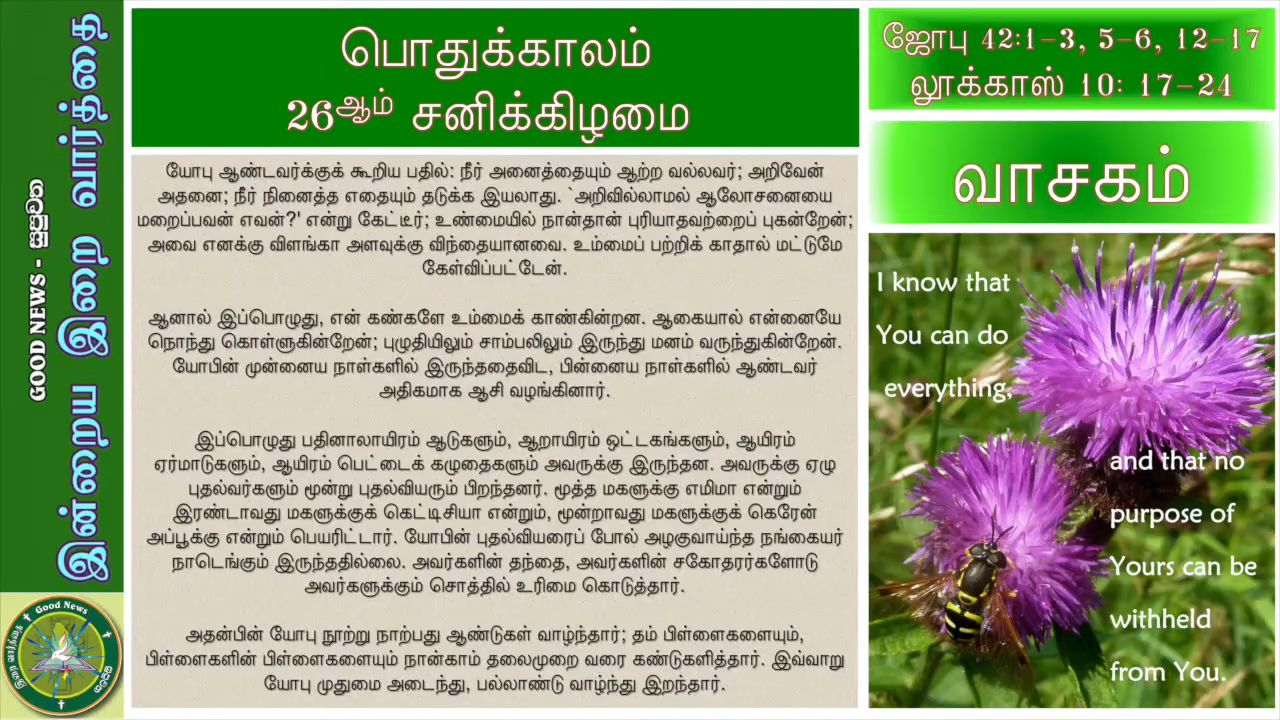 GOOD NEWS - සුපුවත
இன்றைய இறை வார்த்தை
Good News
பொதுக்காலம்
26ஆம் சனிக்கிழமை
யோபு ஆண்டவர்க்குக் கூறிய பதில்: நீர் அனைத்தையும் ஆற்ற வல்லவர்; அறிவேன்
அதனை; நீர் நினைத்த எதையும் தடுக்க இயலாது. `அறிவில்லாமல் ஆலோசனையை
மறைப்பவன் எவன்?' என்று கேட்டீர்; உண்மையில் நான்தான் புரியாதவற்றைப் புகன்றேன்;
அவை எனக்கு விளங்கா அளவுக்கு விந்தையானவை. உம்மைப் பற்றிக் காதால் மட்டுமே
கேள்விப்பட்டேன்.
ஆனால் இப்பொழுது, என் கண்களே உம்மைக் காண்கின்றன. ஆகையால் என்னையே
நொந்து கொள்ளுகின்றேன்; புழுதியிலும் சாம்பலிலும் இருந்து மனம் வருந்துகின்றேன்.
யோபின் முன்னைய நாள்களில் இருந்ததைவிட, பின்னைய நாள்களில் ஆண்டவர்
அதிகமாக ஆசி வழங்கினார்.
இப்பொழுது பதினாலாயிரம் ஆடுகளும், ஆறாயிரம் ஒட்டகங்களும், ஆயிரம்
ஏர்மாடுகளும், ஆயிரம் பெட்டைக் கழுதைகளும் அவருக்கு இருந்தன. அவருக்கு ஏழு
புதல்வர்களும் மூன்று புதல்வியரும் பிறந்தனர். மூத்த மகளுக்கு எமிமா என்றும்
இரண்டாவது மகளுக்குக் கெட்டிசியா என்றும், மூன்றாவது மகளுக்குக் கெரேன்
அப்பூக்கு என்றும் பெயரிட்டார். யோபின் புதல்வியரைப் போல் அழகுவாய்ந்த நங்கையர்
நாடெங்கும் இருந்ததில்லை. அவர்களின் தந்தை, அவர்களின் சகோதரர்களோடு
அவர்களுக்கும் சொத்தில் உரிமை கொடுத்தார்.
அதன்பின் யோபு நூற்று நாற்பது ஆண்டுகள் வாழ்ந்தார்; தம் பிள்ளைகளையும்,
பிள்ளைகளின் பிள்ளைகளையும் நான்காம் தலைமுறை வரை கண்டுகளித்தார். இவ்வாறு
யோபு முதுமை அடைந்து, பல்லாண்டு வாழ்ந்து இறந்தார்.
ஜோபு 42:1-3, 5-6, 12-17
லூக்காஸ் 10: 17-24
வாசகம்
I know that
You can do
everything,
and that no
purpose of
Yours can be
withheld
from You.